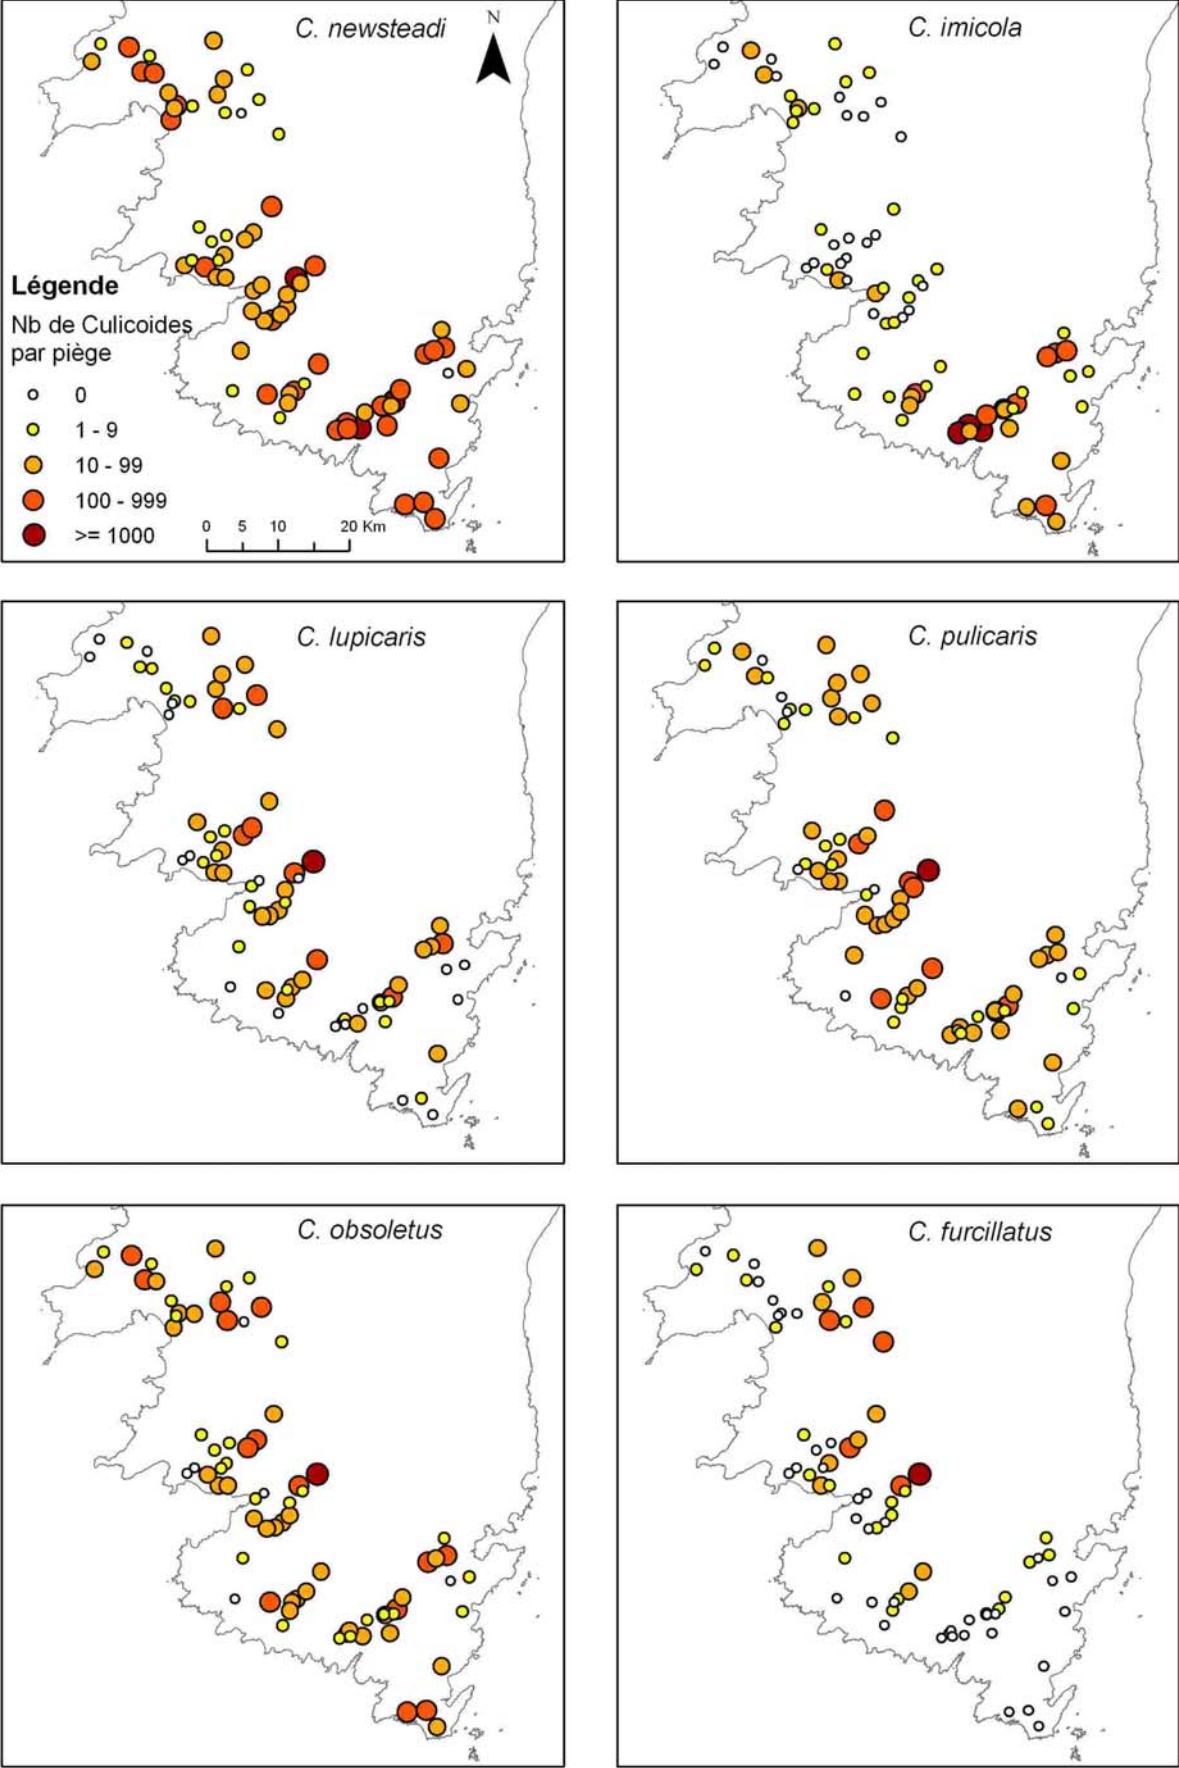 C. newsteadi
N
C. imicola
Légende
Nb de Culicoides
par piège
0
1 - 9
10 - 99
100 - 999
>= 1000
0 5 10 20 Km
C. lupicaris
C. pulicaris
C. obsoletus
C. furcillatus